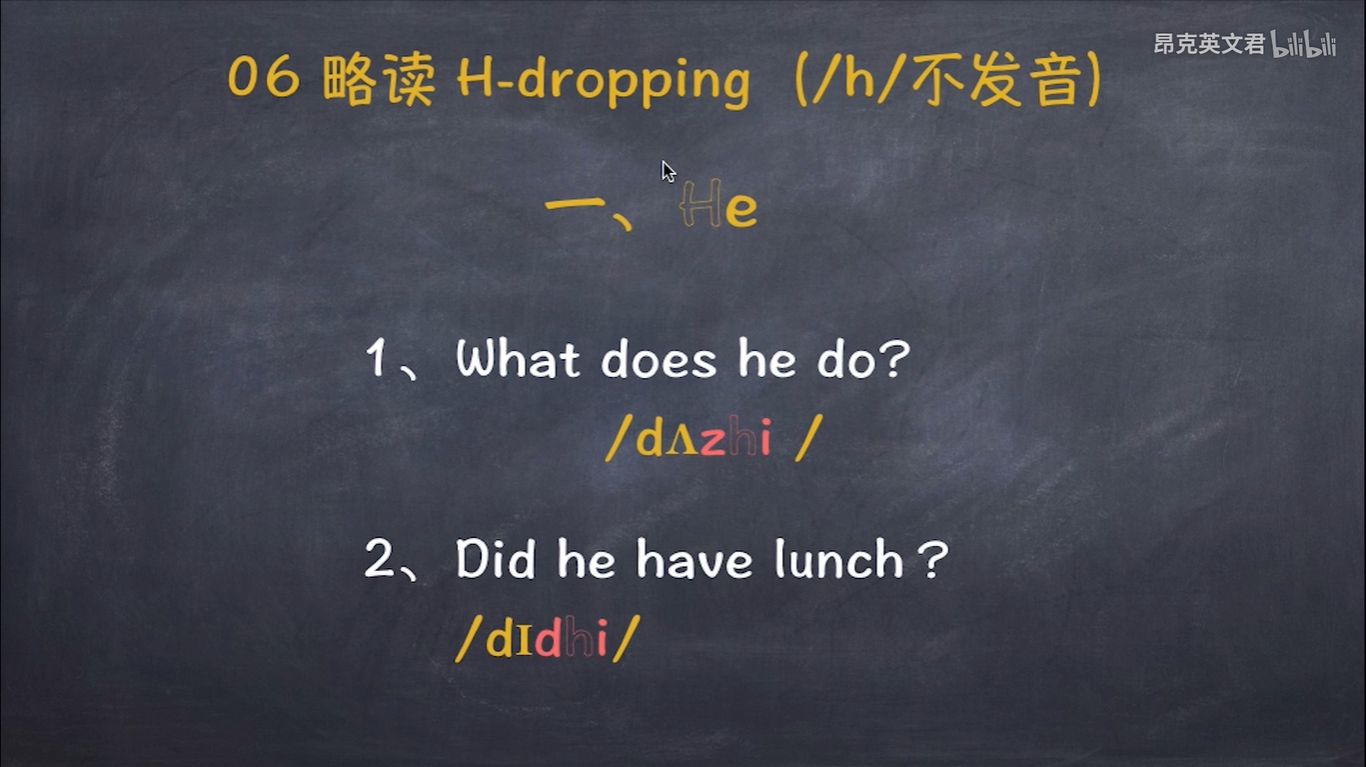 昂克英文君 bilibili
06 略读 H-dropping (/h/不发音)
一、He
1、What does he do?
/dʌzhi /
2、Did he have lunch？
/dɪdhi/